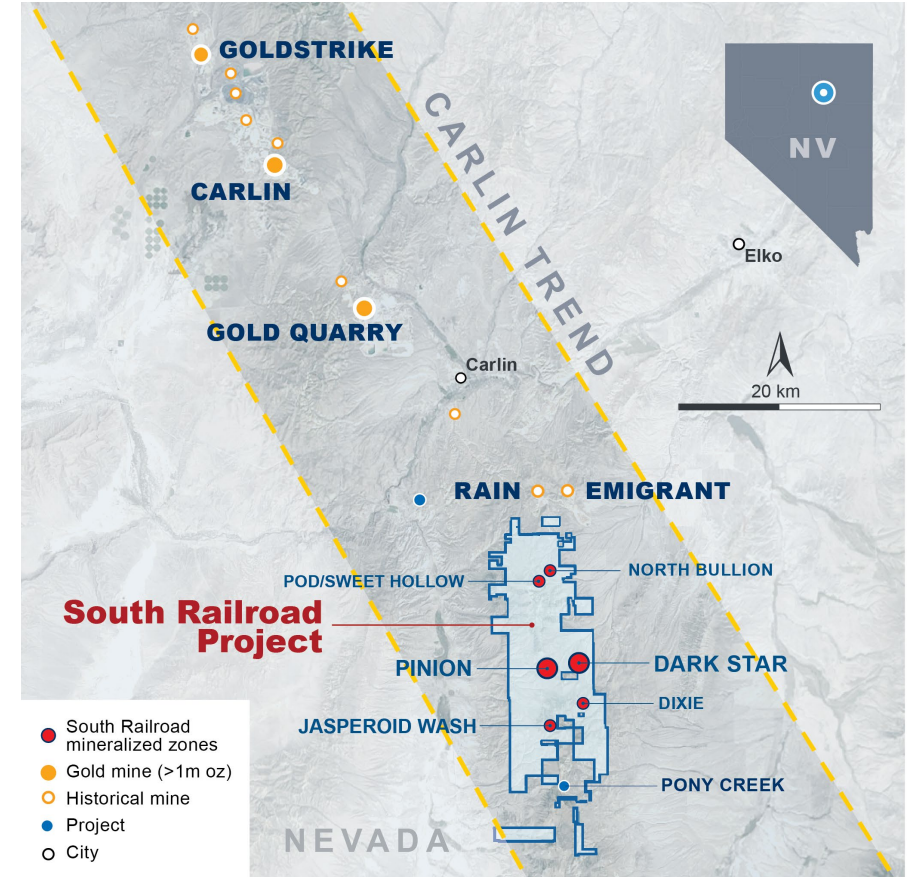 GOLDSTRIKE
CARLIN
CARLIN TREND
NV
Elko
GOLD QUARRY
Carlin
20 km
RAIN
EMIGRANT
POD/SWEET HOLLOW
NORTH BULLION
South Railroad
Project
PINION
DARK STAR
DIXIE
JASPEROID WASH
PONY CREEK
NEVADA
South Railroad
mineralized zones
Gold mine (>1m oz)
Historical mine
Project
City